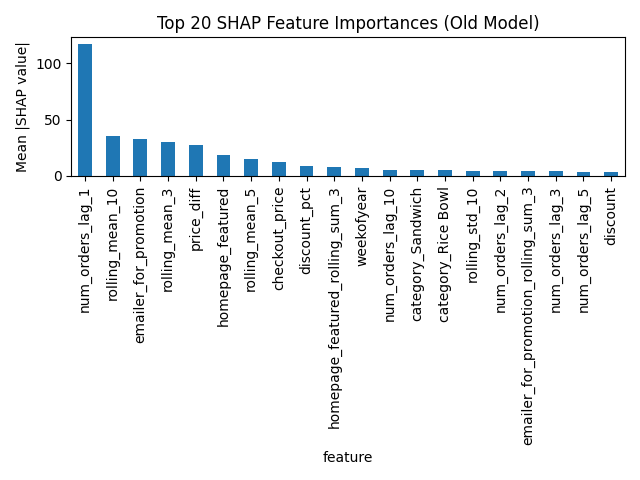 Top 20 SHAP Feature Importances (Old Model)
Mean |SHAP value|
100
50
0
num_orders_lag_1
rolling_mean_10
emailer_for_promotion
rolling_mean_3
price_diff
homepage_featured
rolling_mean_5
checkout_price
discount_pct
homepage_featured_rolling_sum_3
weekofyear
num_orders_lag_10
category_Sandwich
category_Rice Bowl
rolling_std_10
num_orders_lag_2
emailer_for_promotion_rolling_sum_3
num_orders_lag_3
num_orders_lag_5
discount
feature